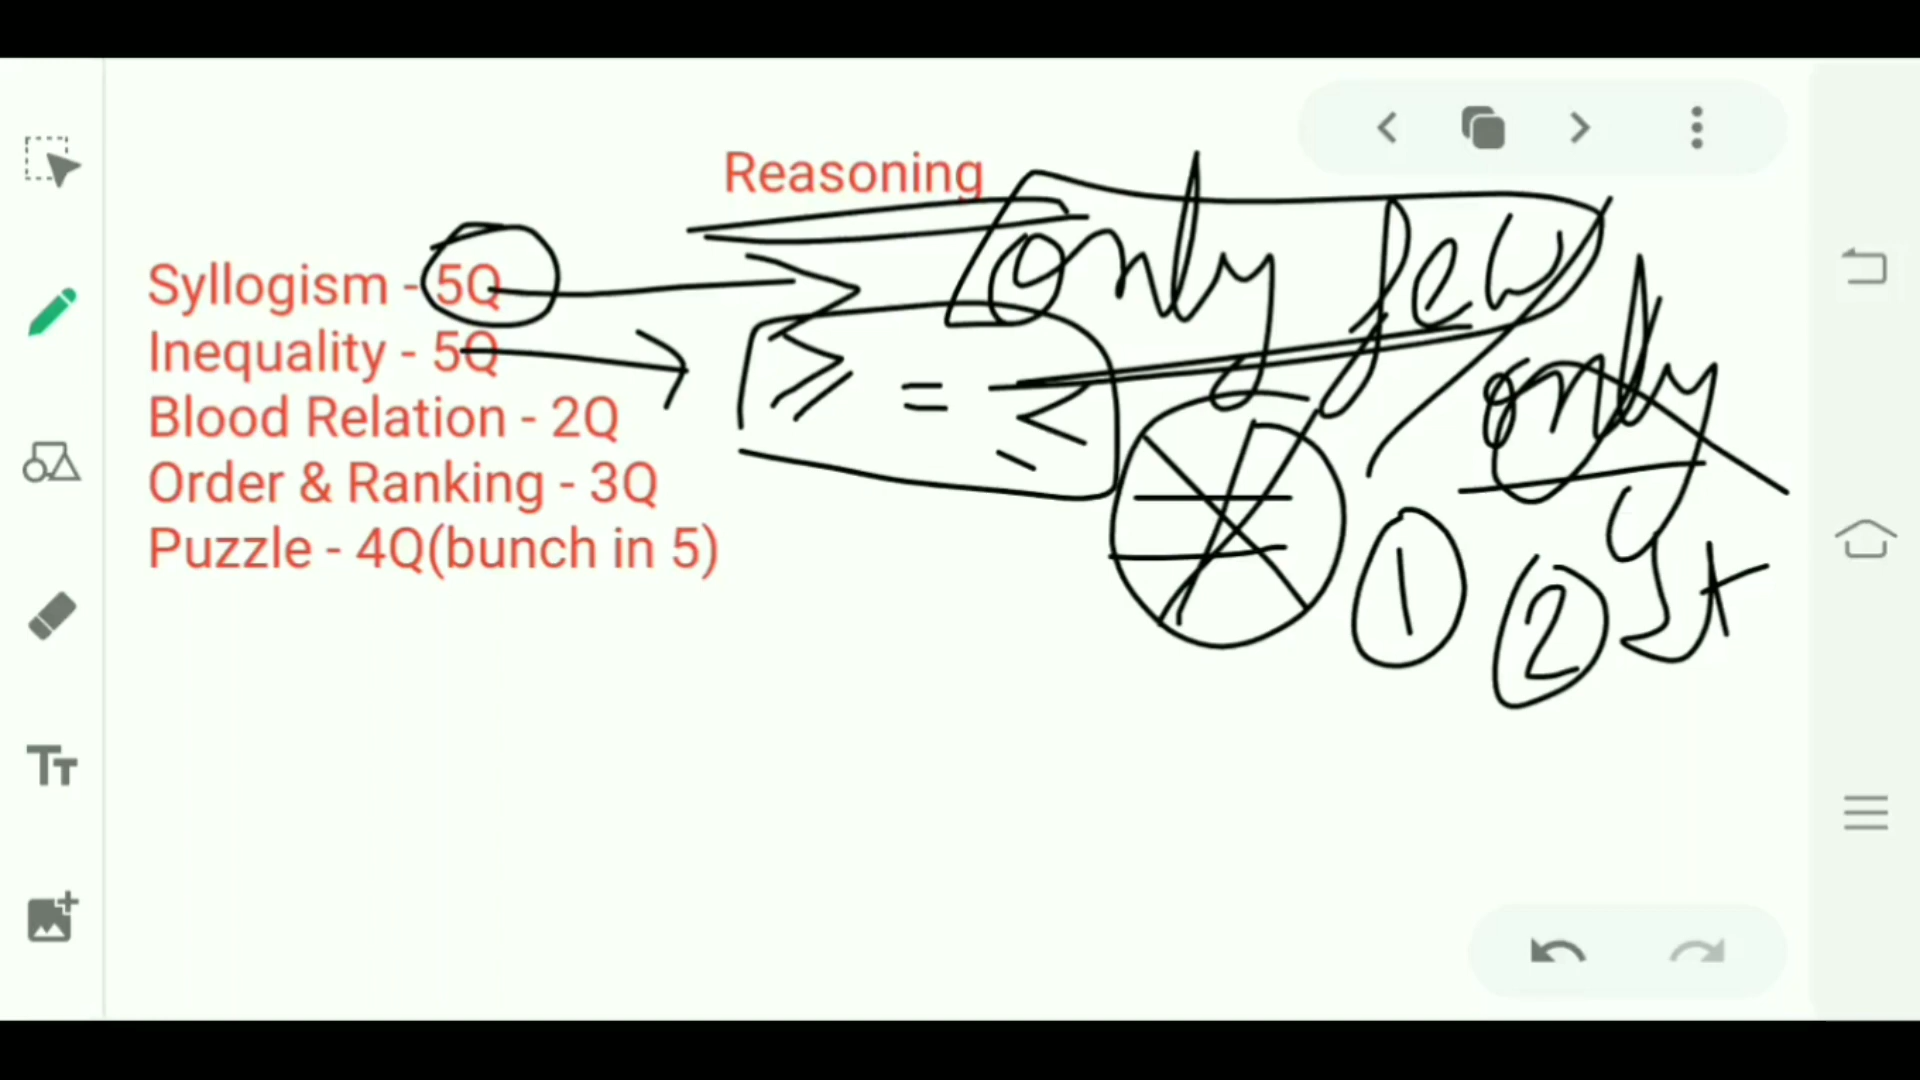 Reasoning
only few
Syllogism - 5Q
Inequality - 5Q
≥ = ≤
only
Blood Relation - 2Q
Order & Ranking - 3Q
Puzzle - 4Q(bunch in 5)
1
2